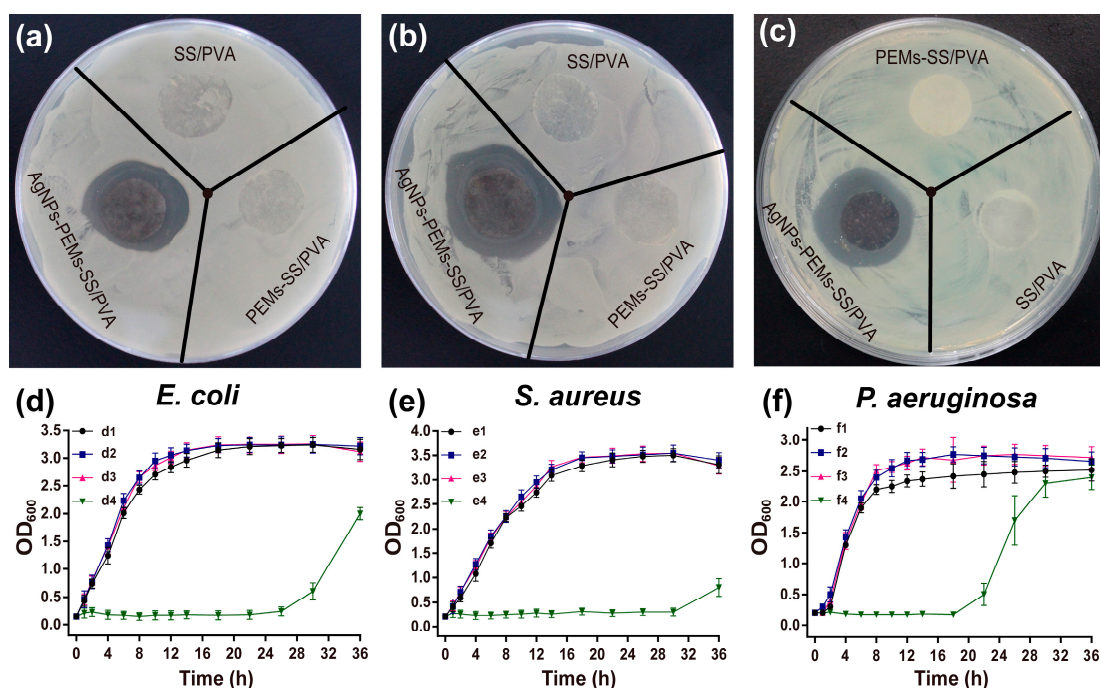 (a)
SS/PVA
AgNPs-PEMs-SS/PVA
PEMs-SS/PVA
(b)
SS/PVA
AgNPs-PEMs-SS/PVA
PEMs-SS/PVA
(c)
PEMs-SS/PVA
AgNPs-PEMs-SS/PVA
SS/PVA
(d)
E. coli
d1
d2
d3
d4
OD600
3.5
3.0
2.5
2.0
1.5
1.0
0.5
0.0
0 4 8 12 16 20 24 28 32 36
Time (h)
(e)
S. aureus
e1
e2
e3
e4
OD600
4.0
3.5
3.0
2.5
2.0
1.5
1.0
0.5
0.0
0 4 8 12 16 20 24 28 32 36
Time (h)
(f)
P. aeruginosa
f1
f2
f3
f4
OD600
3.0
2.5
2.0
1.5
1.0
0.5
0.0
0 4 8 12 16 20 24 28 32 36
Time (h)